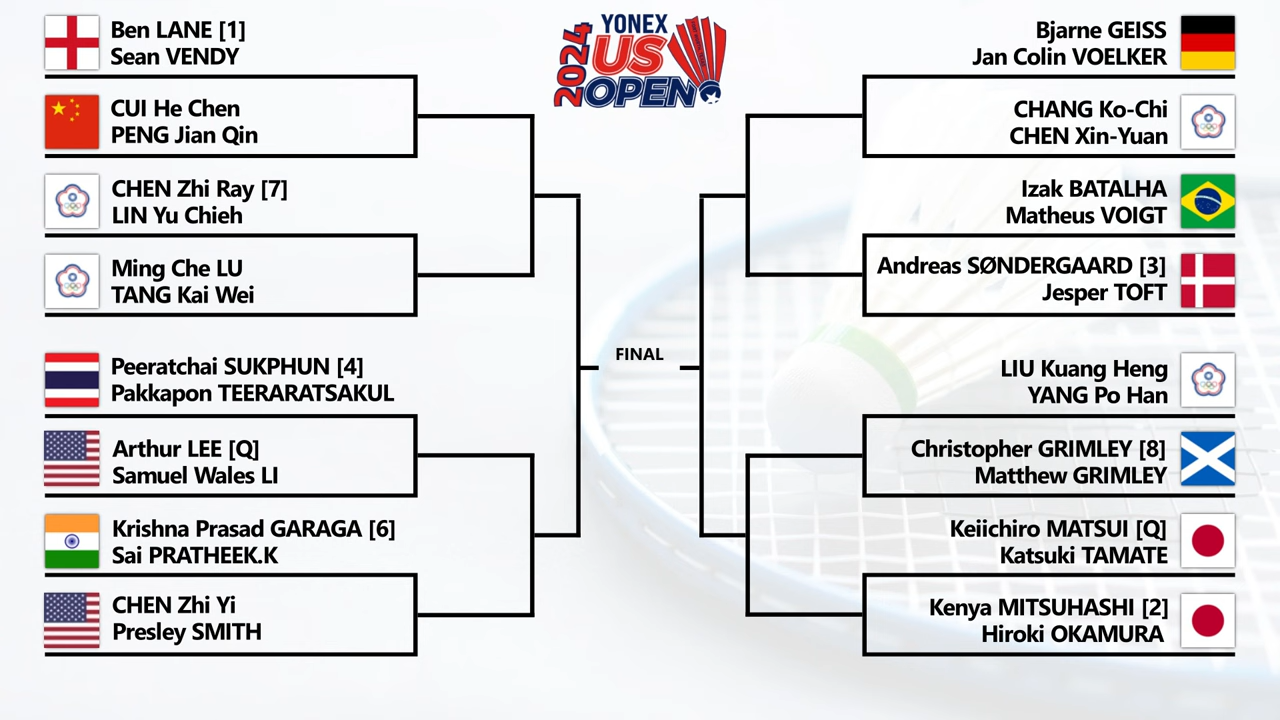 Ben LANE [1]
Sean VENDY
CUI He Chen
PENG Jian Qin
CHEN Zhi Ray [7]
LIN Yu Chieh
Ming Che LU
TANG Kai Wei
Peeratchai SUKPHUN [4]
Pakkapon TEERARATSAKUL
Arthur LEE [Q]
Samuel Wales LI
Krishna Prasad GARAGA [6]
Sai PRATHEEK.K
CHEN Zhi Yi
Presley SMITH
2024
YONEX
US
OPEN
FINAL
Bjarne GEISS
Jan Colin VOELKER
CHANG Ko-Chi
CHEN Xin-Yuan
Izak BATALHA
Matheus VOIGT
Andreas SØNDERGAARD [3]
Jesper TOFT
LIU Kuang Heng
YANG Po Han
Christopher GRIMLEY [8]
Matthew GRIMLEY
Keiichiro MATSUI [Q]
Katsuki TAMATE
Kenya MITSUHASHI [2]
Hiroki OKAMURA